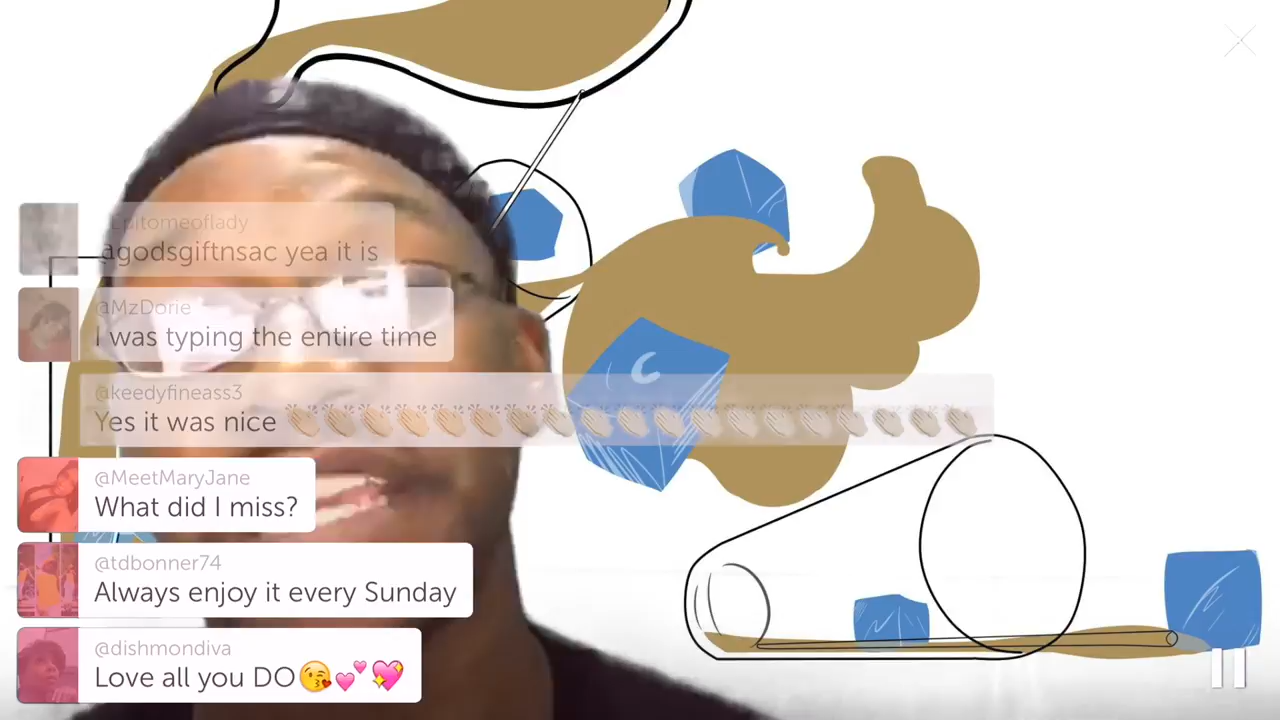 @Epitomeoflady
agodsgiftnsac yea it is
@MzDorie
I was typing the entire time
@keedyfineass3
Yes it was nice 👏👏👏👏👏👏👏👏👏👏👏👏👏👏👏👏👏👏👏
@MeetMaryJane
What did I miss?
@tdbonner74
Always enjoy it every Sunday
@dishmondiva
Love all you DO😘💕💖